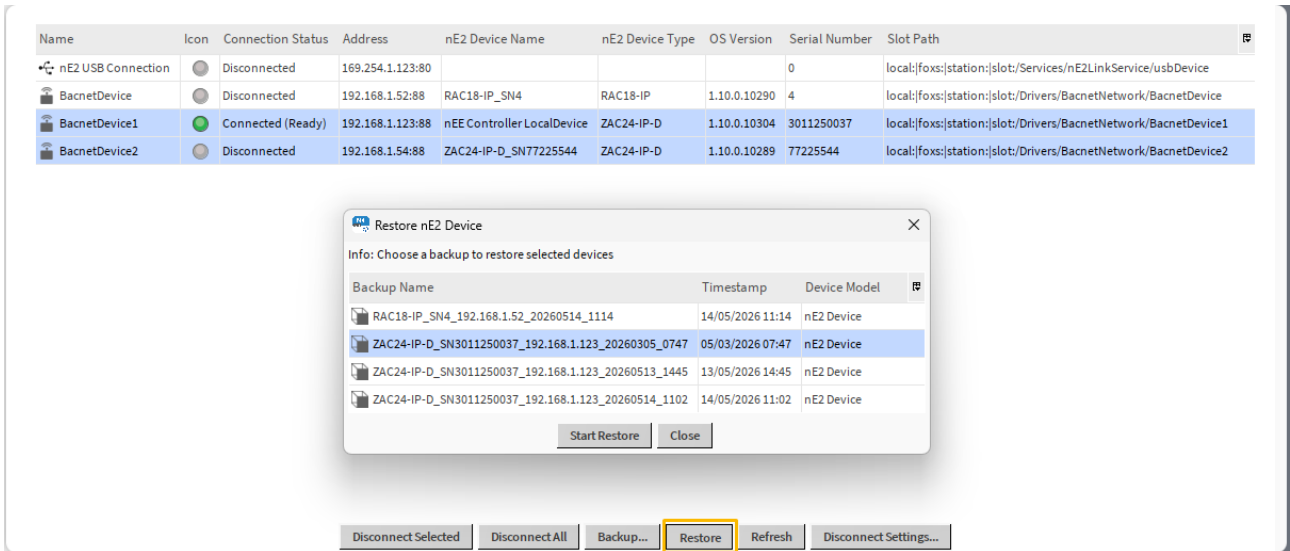 Name Icon Connection Status Address nE2 Device Name nE2 Device Type OS Version Serial Number Slot Path
nE2 USB Connection Disconnected 169.254.1.123:80 0 local:|foxs:|station:|slot:/Services/nE2LinkService/usbDevice
BacnetDevice Disconnected 192.168.1.52:88 RAC18-IP_SN4 RAC18-IP 1.10.0.10290 4 local:|foxs:|station:|slot:/Drivers/BacnetNetwork/BacnetDevice
BacnetDevice1 Connected (Ready) 192.168.1.123:88 nEE Controller LocalDevice ZAC24-IP-D 1.10.0.10304 3011250037 local:|foxs:|station:|slot:/Drivers/BacnetNetwork/BacnetDevice1
BacnetDevice2 Disconnected 192.168.1.54:88 ZAC24-IP-D_SN77225544 ZAC24-IP-D 1.10.0.10289 77225544 local:|foxs:|station:|slot:/Drivers/BacnetNetwork/BacnetDevice2
Restore nE2 Device
Info: Choose a backup to restore selected devices
Backup Name Timestamp Device Model
RAC18-IP_SN4_192.168.1.52_20260514_1114 14/05/2026 11:14 nE2 Device
ZAC24-IP-D_SN3011250037_192.168.1.123_20260305_0747 05/03/2026 07:47 nE2 Device
ZAC24-IP-D_SN3011250037_192.168.1.123_20260513_1445 13/05/2026 14:45 nE2 Device
ZAC24-IP-D_SN3011250037_192.168.1.123_20260514_1102 14/05/2026 11:02 nE2 Device
Start Restore Close
Disconnect Selected Disconnect All Backup... Restore Refresh Disconnect Settings...